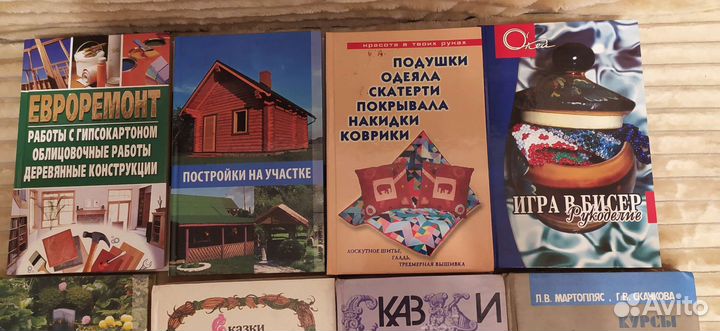 ЕВРОРЕМОНТ
РАБОТЫ С ГИПСОКАРТОНОМ
ОБЛИЦОВОЧНЫЕ РАБОТЫ
ДЕРЕВЯННЫЕ КОНСТРУКЦИИ
ПОСТРОЙКИ НА УЧАСТКЕ
красота в твоих руках
ПОДУШКИ
ОДЕЯЛА
СКАТЕРТИ
ПОКРЫВАЛА
НАКИДКИ
КОВРИКИ
ЛОСКУТНОЕ ШИТЬЕ,
ГЛАДЬ,
ТРЕХМЕРНАЯ ВЫШИВКА
ИГРА В БИСЕР
Рукоделие
Сказки
СКАЗКИ
П.В. МАРТОПЛЯС . Г.В. СКАЧКОВА
КУРСЫ
Avito